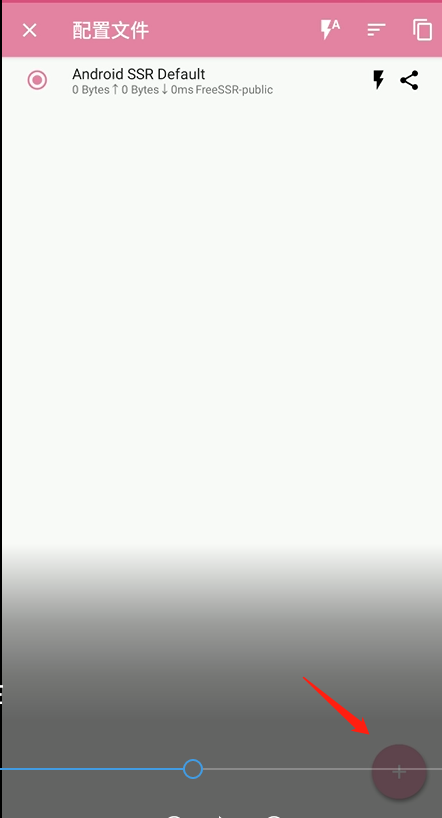 配置文件
A
Android SSR Default
0 Bytes↑0 Bytes↓0ms FreeSSR-public